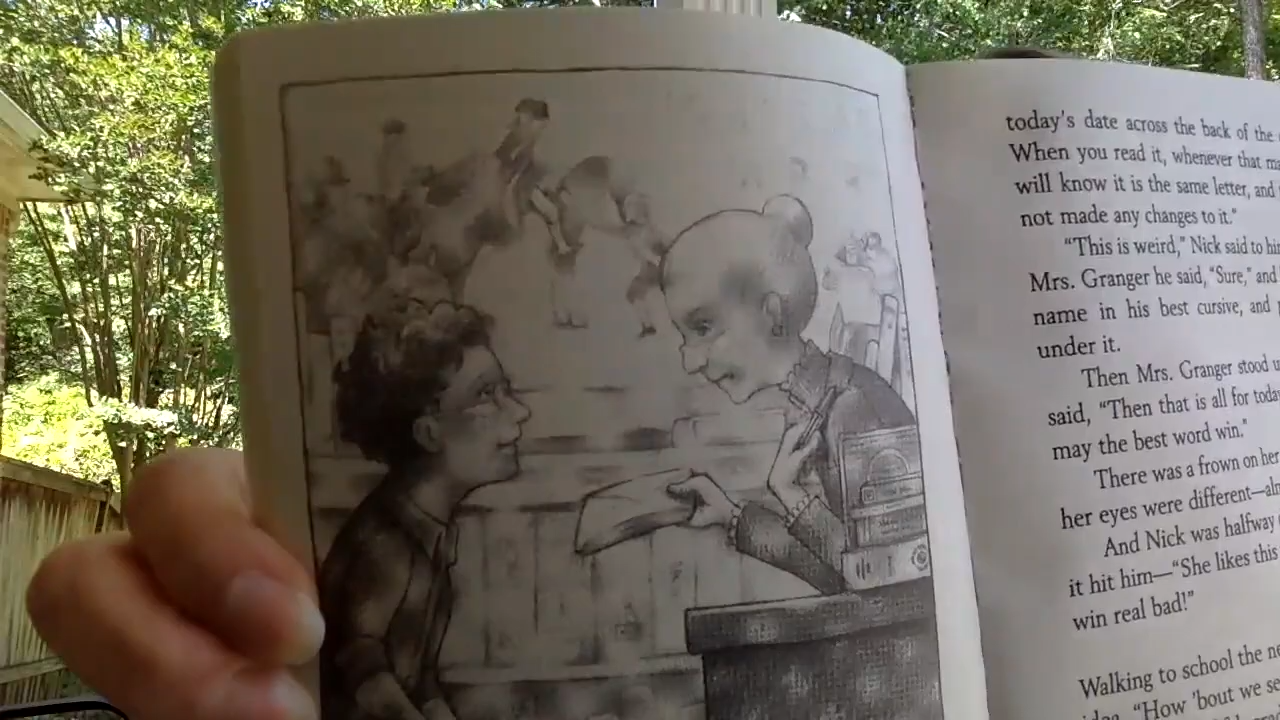 today's date across the back of the
When you read it, whenever that
will know it is the same letter, and
not made any changes to it."
"This is weird," Nick said to
Mrs. Granger he said, "Sure," and
name in his best cursive, and
under it.
Then Mrs. Granger stood
said, "Then that is all for
may the best word win."
There was a frown on her
her eyes were different—
And Nick was halfway
it hit him—"She likes this
win real bad!"
Walking to school the
"How 'bout we